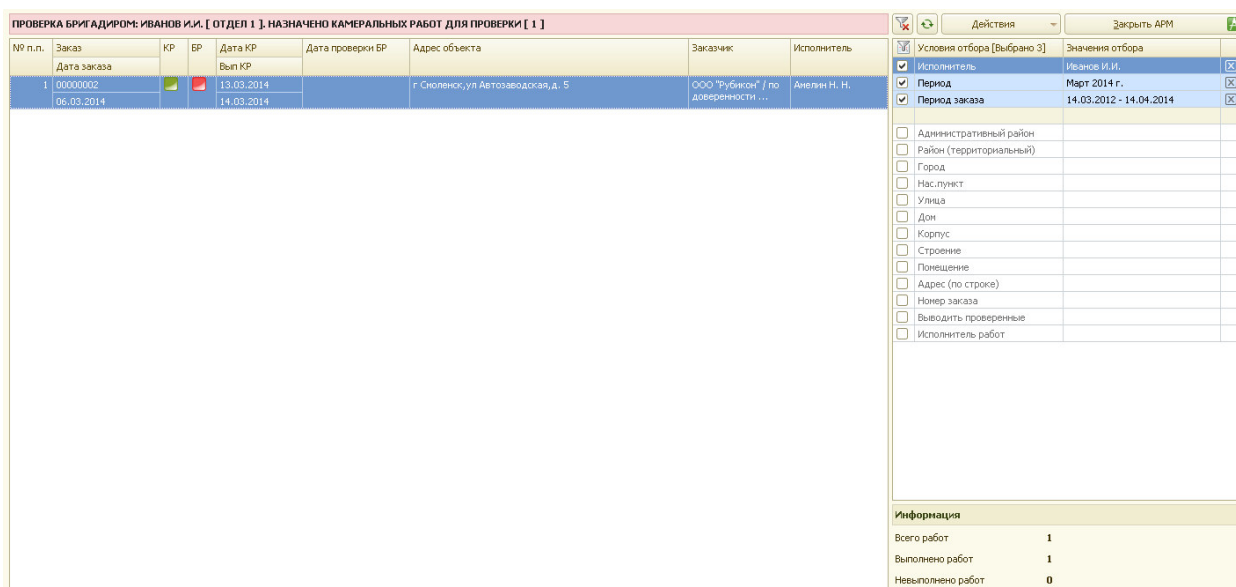 ПРОВЕРКА БРИГАДИРОМ: ИВАНОВ И.И. [ ОТДЕЛ 1 ]. НАЗНАЧЕНО КАМЕРАЛЬНЫХ РАБОТ ДЛЯ ПРОВЕРКИ [ 1 ]
№ п.п. Заказ КР БР Дата КР Дата проверки БР Адрес объекта Заказчик Исполнитель
Дата заказа Вып КР
1 00000002 13.03.2014 г Смоленск,ул Автозаводская,д. 5 ООО "Рубикон" / по Амелин Н. Н.
06.03.2014 14.03.2014 доверенности ...
Действия Закрыть АРМ
Условия отбора [Выбрано 3] Значения отбора
Исполнитель Иванов И.И.
Период Март 2014 г.
Период заказа 14.03.2012 - 14.04.2014
Административный район
Район (территориальный)
Город
Нас.пункт
Улица
Дом
Корпус
Строение
Помещение
Адрес (по строке)
Номер заказа
Выводить проверенные
Исполнитель работ
Информация
Всего работ 1
Выполнено работ 1
Невыполнено работ 0